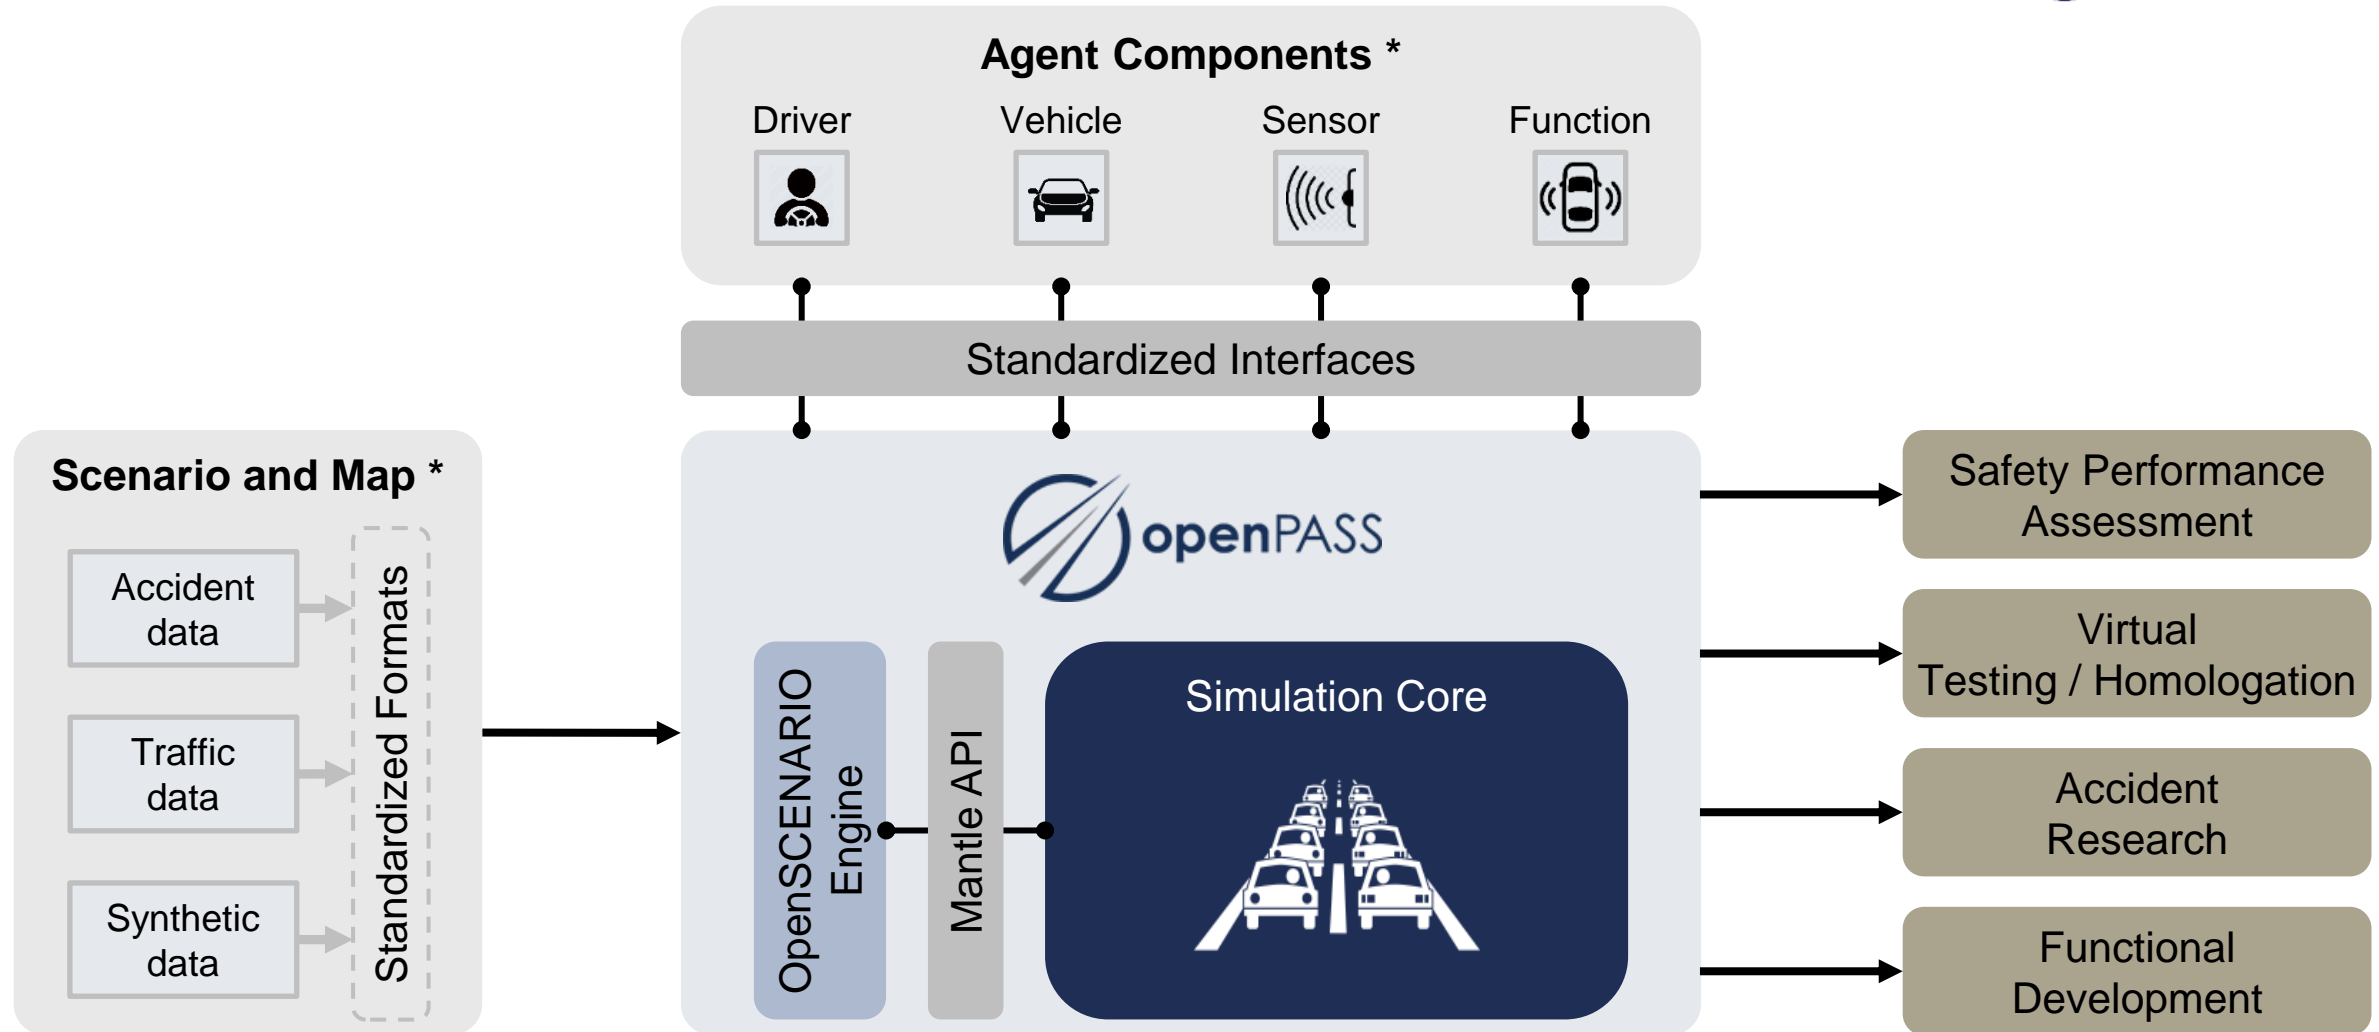 Agent Components *
Driver
Vehicle
Sensor
Function
Standardized Interfaces
Scenario and Map *
Accident
data
Traffic
data
Synthetic
data
Standardized Formats
openPASS
OpenSCENARIO
Engine
Mantle API
Simulation Core
Safety Performance
Assessment
Virtual
Testing / Homologation
Accident
Research
Functional
Development